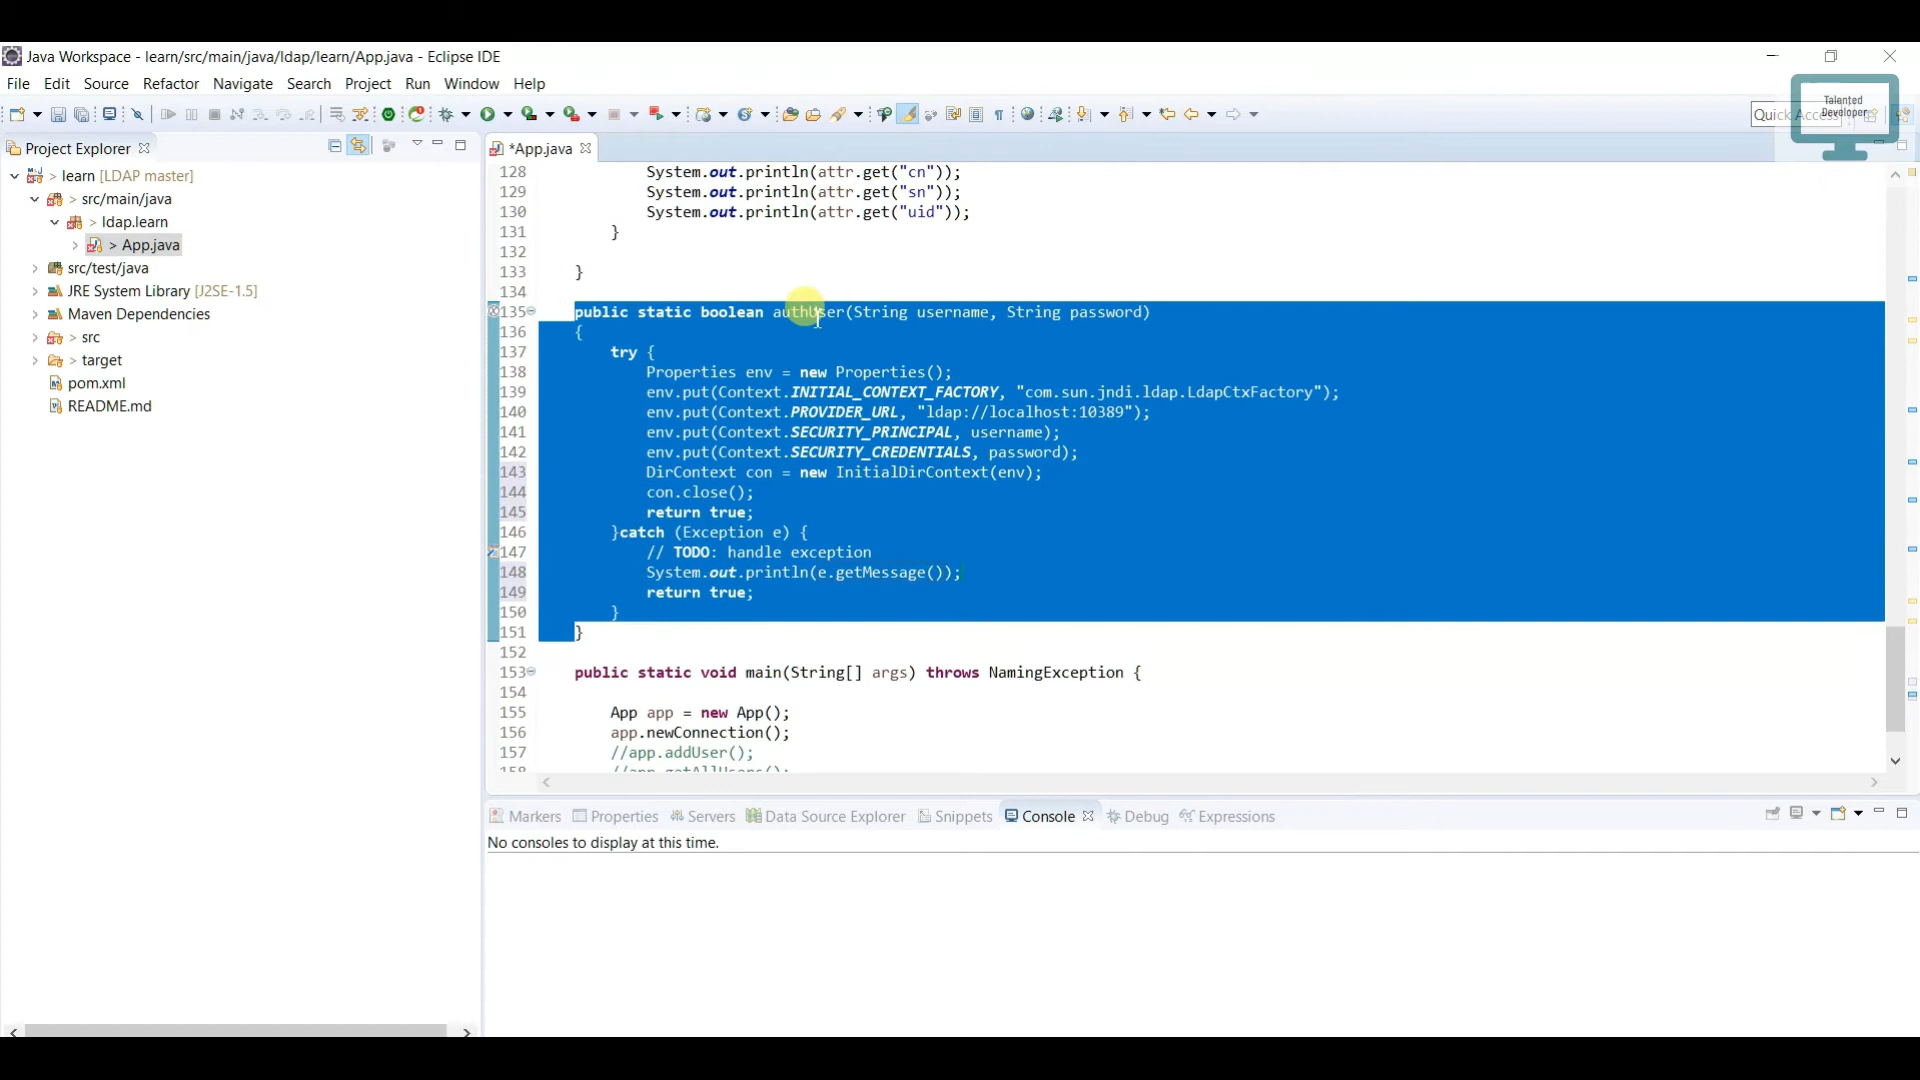 Java Workspace - learn/src/main/java/ldap/learn/App.java - Eclipse IDE
File Edit Source Refactor Navigate Search Project Run Window Help
Quick Access
Talented
Developer
Project Explorer
*App.java
> learn [LDAP master]
> src/main/java
> ldap.learn
> App.java
src/test/java
JRE System Library [J2SE-1.5]
Maven Dependencies
> src
> target
pom.xml
README.md
128 System.out.println(attr.get("cn"));
129 System.out.println(attr.get("sn"));
130 System.out.println(attr.get("uid"));
131 }
132
133 }
134
135 public static boolean authUser(String username, String password)
136 {
137 try {
138 Properties env = new Properties();
139 env.put(Context.INITIAL_CONTEXT_FACTORY, "com.sun.jndi.ldap.LdapCtxFactory");
140 env.put(Context.PROVIDER_URL, "ldap://localhost:10389");
141 env.put(Context.SECURITY_PRINCIPAL, username);
142 env.put(Context.SECURITY_CREDENTIALS, password);
143 DirContext con = new InitialDirContext(env);
144 con.close();
145 return true;
146 }catch (Exception e) {
147 // TODO: handle exception
148 System.out.println(e.getMessage());
149 return true;
150 }
151 }
152
153 public static void main(String[] args) throws NamingException {
154
155 App app = new App();
156 app.newConnection();
157 //app.addUser();
158 //app.getAllUsers();
Markers Properties Servers Data Source Explorer Snippets Console Debug Expressions
No consoles to display at this time.